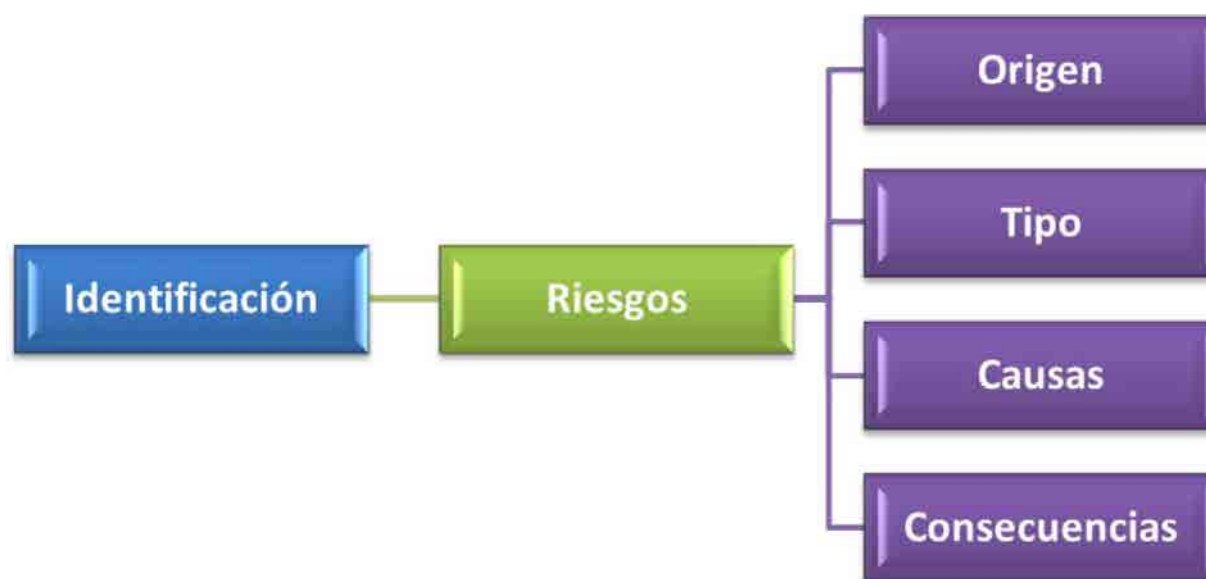 Identificación
Riesgos
Origen
Tipo
Causas
Consecuencias